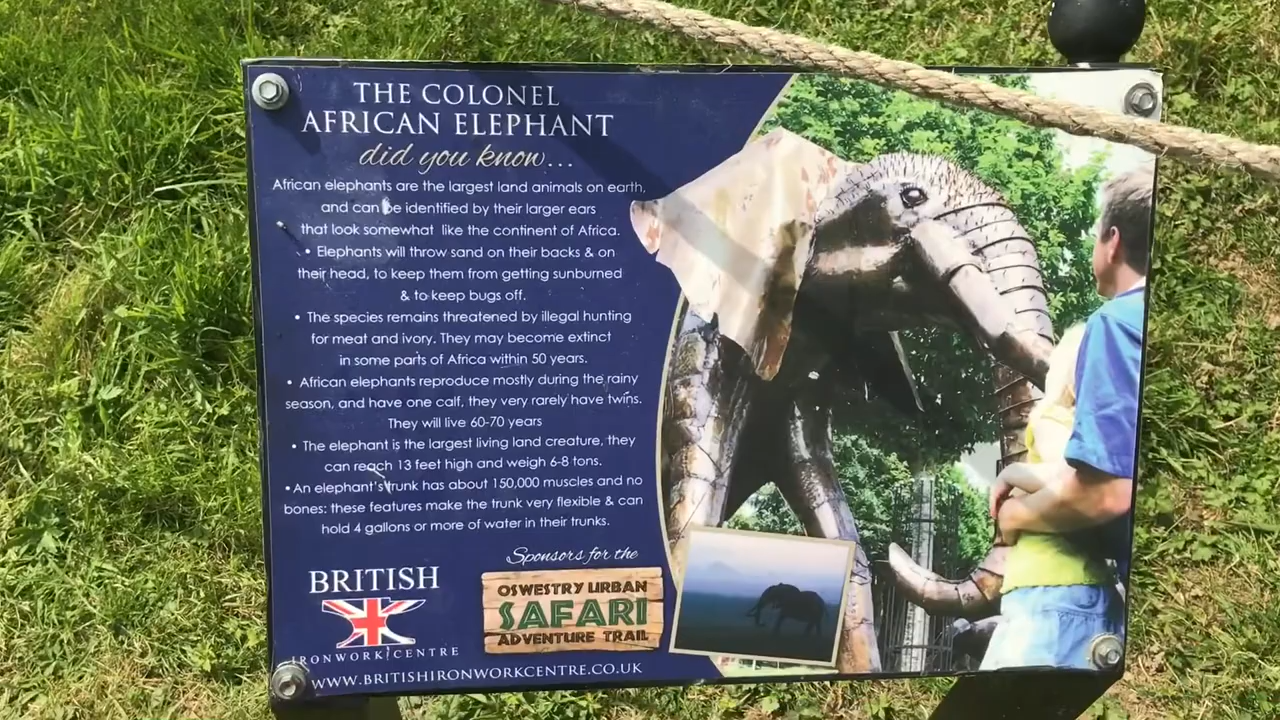 THE COLONEL
AFRICAN ELEPHANT
did you know...
African elephants are the largest land animals on earth,
and can be identified by their larger ears
that look somewhat like the continent of Africa.
• Elephants will throw sand on their backs & on
their head, to keep them from getting sunburned
& to keep bugs off.
• The species remains threatened by illegal hunting
for meat and ivory. They may become extinct
in some parts of Africa within 50 years.
• African elephants reproduce mostly during the rainy
season, and have one calf, they very rarely have twins.
They will live 60-70 years
• The elephant is the largest living land creature, they
can reach 13 feet high and weigh 6-8 tons.
• An elephant's trunk has about 150,000 muscles and no
bones: these features make the trunk very flexible & can
hold 4 gallons or more of water in their trunks.
BRITISH
IRONWORK CENTRE
Sponsors for the
OSWESTRY URBAN
SAFARI
ADVENTURE TRAIL
WWW.BRITISHIRONWORKCENTRE.CO.UK